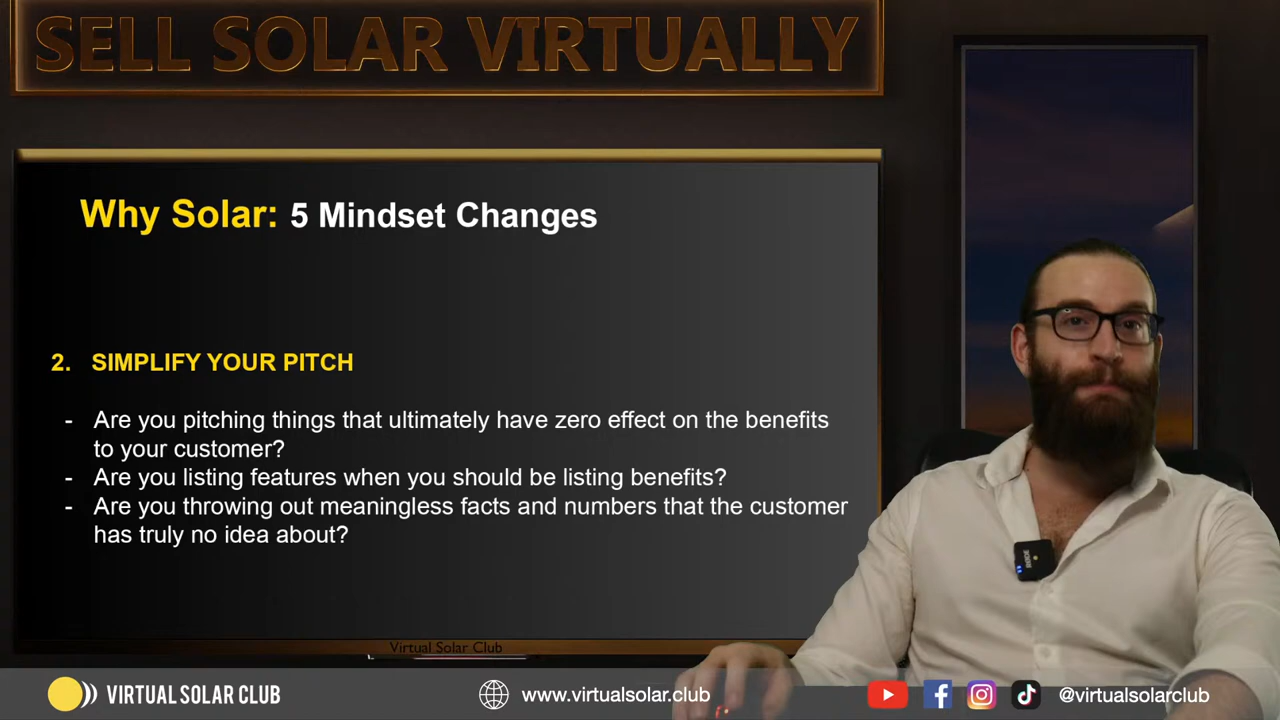 SELL SOLAR VIRTUALLY
Why Solar: 5 Mindset Changes
2. SIMPLIFY YOUR PITCH
- Are you pitching things that ultimately have zero effect on the benefits
to your customer?
- Are you listing features when you should be listing benefits?
- Are you throwing out meaningless facts and numbers that the customer
has truly no idea about?
RODE
Virtual Solar Club
VIRTUAL SOLAR CLUB
www.virtualsolar.club
@virtualsolarclub